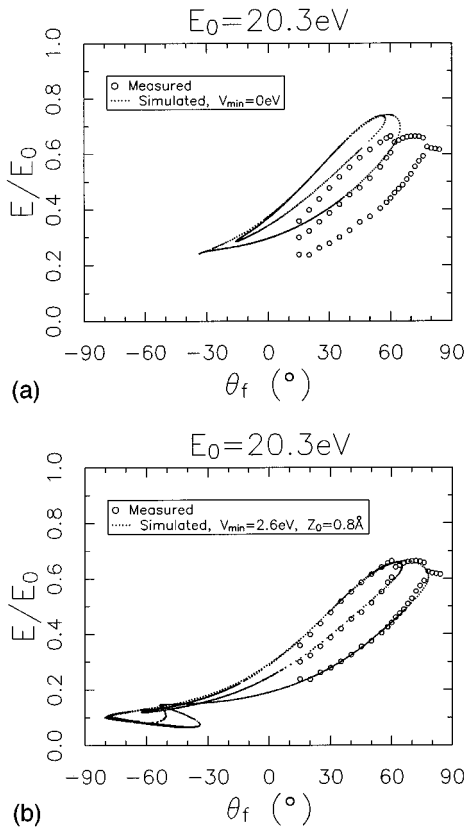 E₀=20.3eV
Measured
Simulated, Vmin=0eV
E/E₀
1.0
0.8
0.6
0.4
0.2
0.0
−90 −60 −30 0 30 60 90
θf (°)
(a)
E₀=20.3eV
Measured
Simulated, Vmin=2.6eV, Z₀=0.8Å
E/E₀
1.0
0.8
0.6
0.4
0.2
0.0
−90 −60 −30 0 30 60 90
θf (°)
(b)